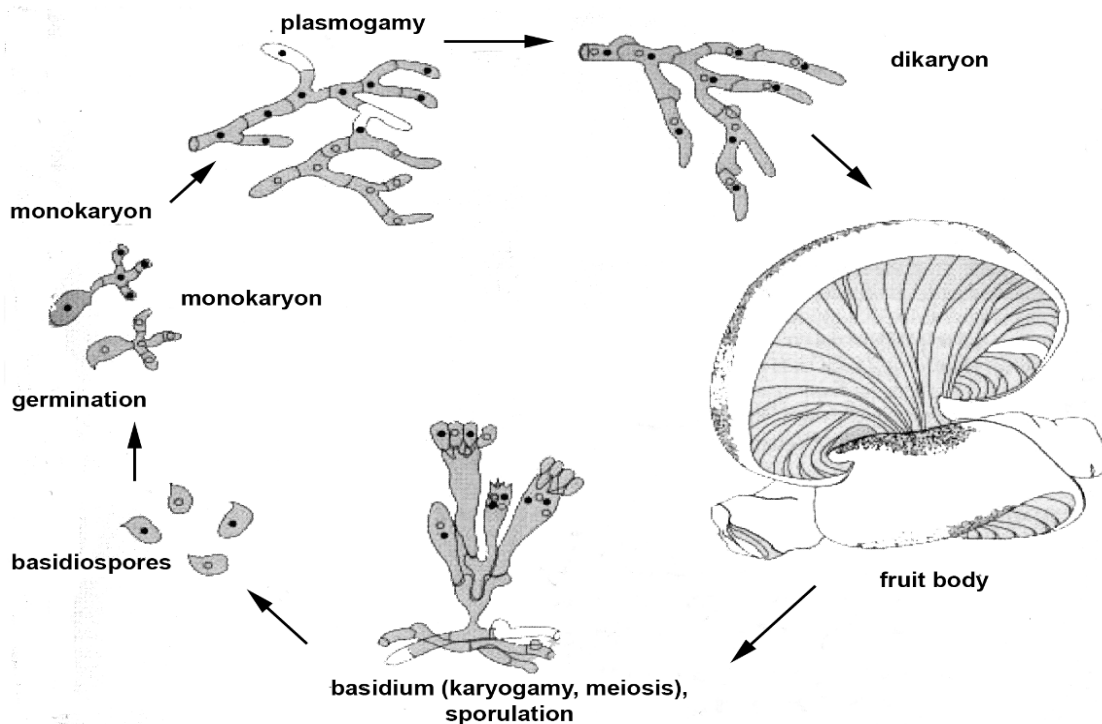 plasmogamy
dikaryon
monokaryon
monokaryon
germination
basidiospores
fruit body
basidium (karyogamy, meiosis),
sporulation